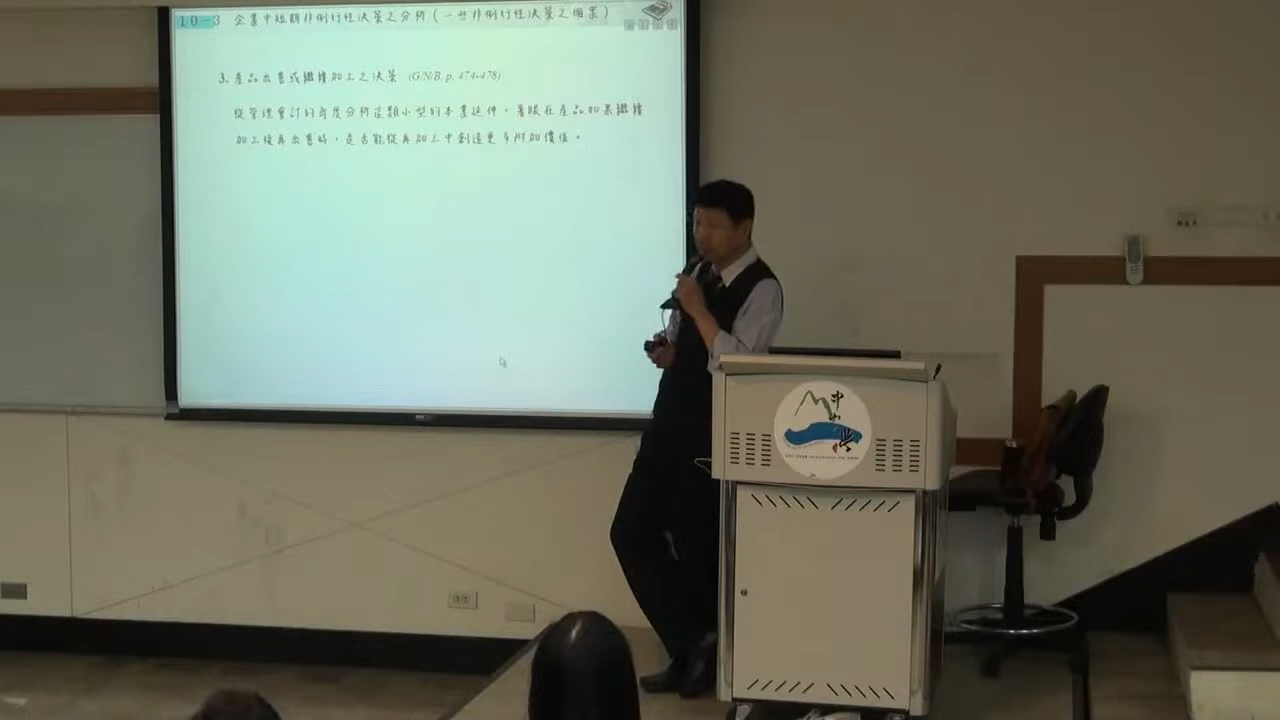 10-3 企業中短期非例行性決策之分析(一些非例行性決策之個案)
3. 產品出售或繼續加工之決策 (G/N/B, p. 474-478)
從管理會計的角度分析這類小型的本業延伸,著眼在產品如果繼續
加工後再出售時,是否能從再加工中創造更多附加價值。
中山